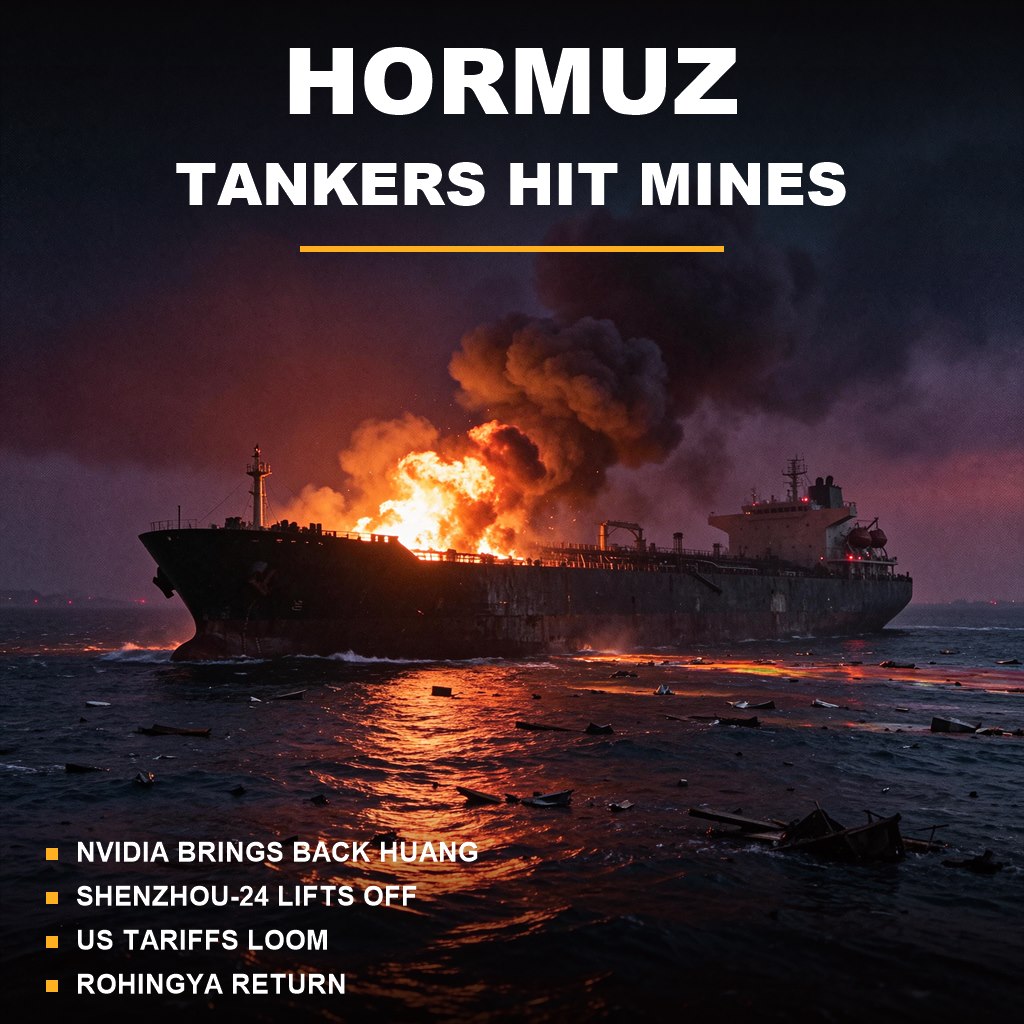 HORMUZ
TANKERS HIT MINES
NVIDIA BRINGS BACK HUANG
SHENZHOU-24 LIFTS OFF
US TARIFFS LOOM
ROHINGYA RETURN